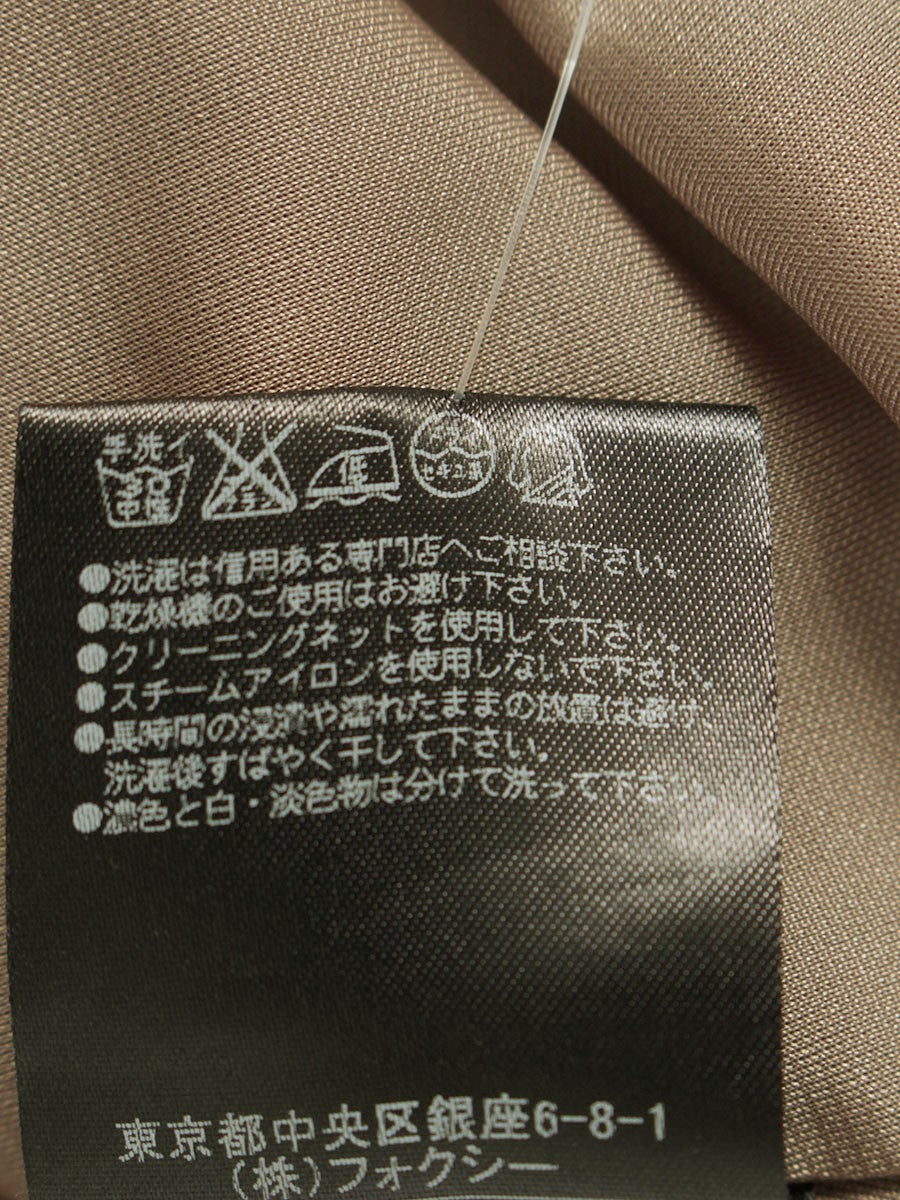 手洗イ
30
中性
低
セキユ系
●洗濯は信用ある専門店へご相談下さい。
●乾燥機のご使用はお避け下さい。
●クリーニングネットを使用して下さい。
●スチームアイロンを使用しないで下さい。
●長時間の浸漬や濡れたままの放置は避け、
洗濯後すばやく干して下さい。
●濃色と白・淡色物は分けて洗って下さい。
東京都中央区銀座6-8-1
(株)フォクシー